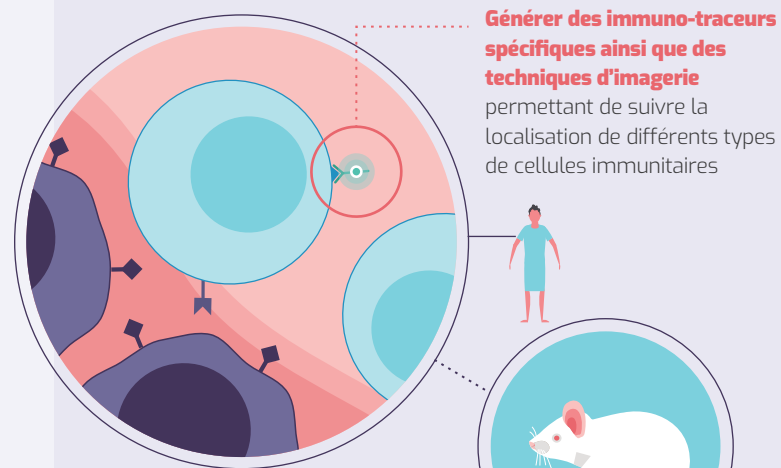 Générer des immuno-traceurs
spécifiques ainsi que des
techniques d'imagerie
permettant de suivre la
localisation de différents types
de cellules immunitaires